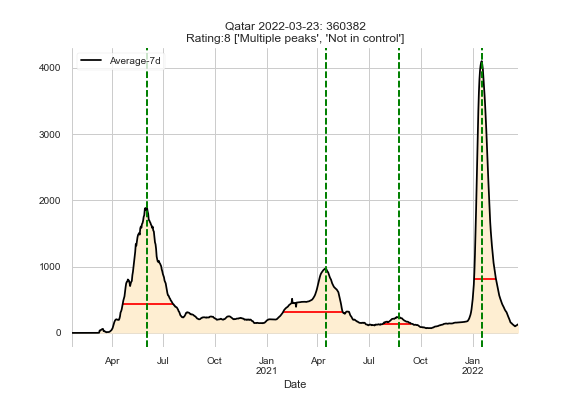 Qatar 2022-03-23: 360382
Rating:8 ['Multiple peaks', 'Not in control']
Average-7d
4000
3000
2000
1000
0
Apr Jul Oct Jan Apr Jul Oct Jan
2021 2022
Date